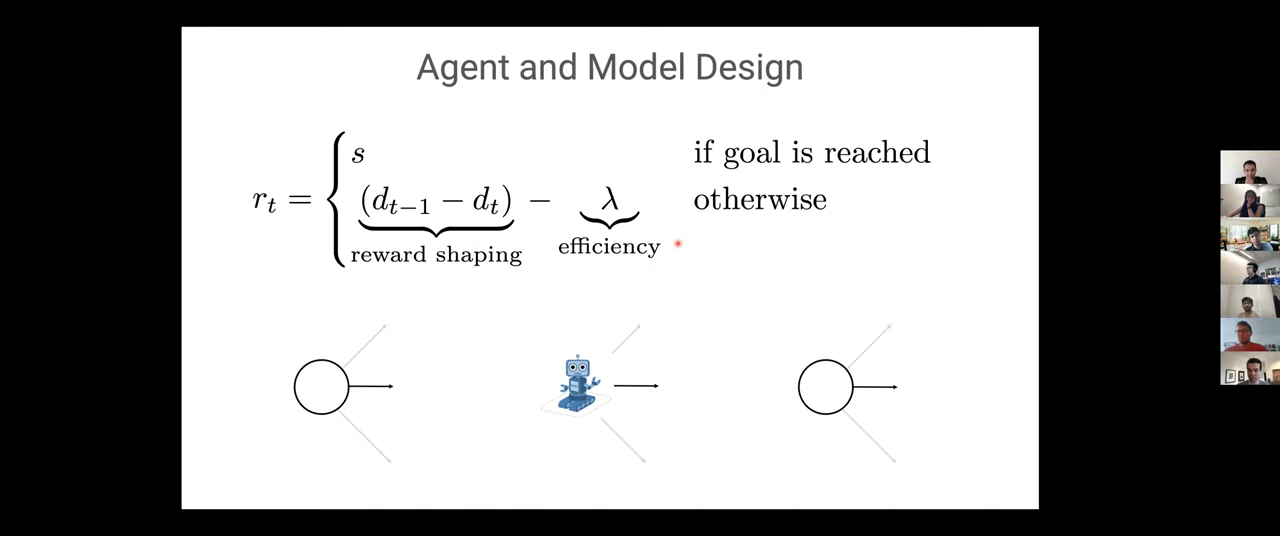 Agent and Model Design
s if goal is reached
r_t = { (d_{t-1} − d_t) − λ otherwise
reward shaping efficiency